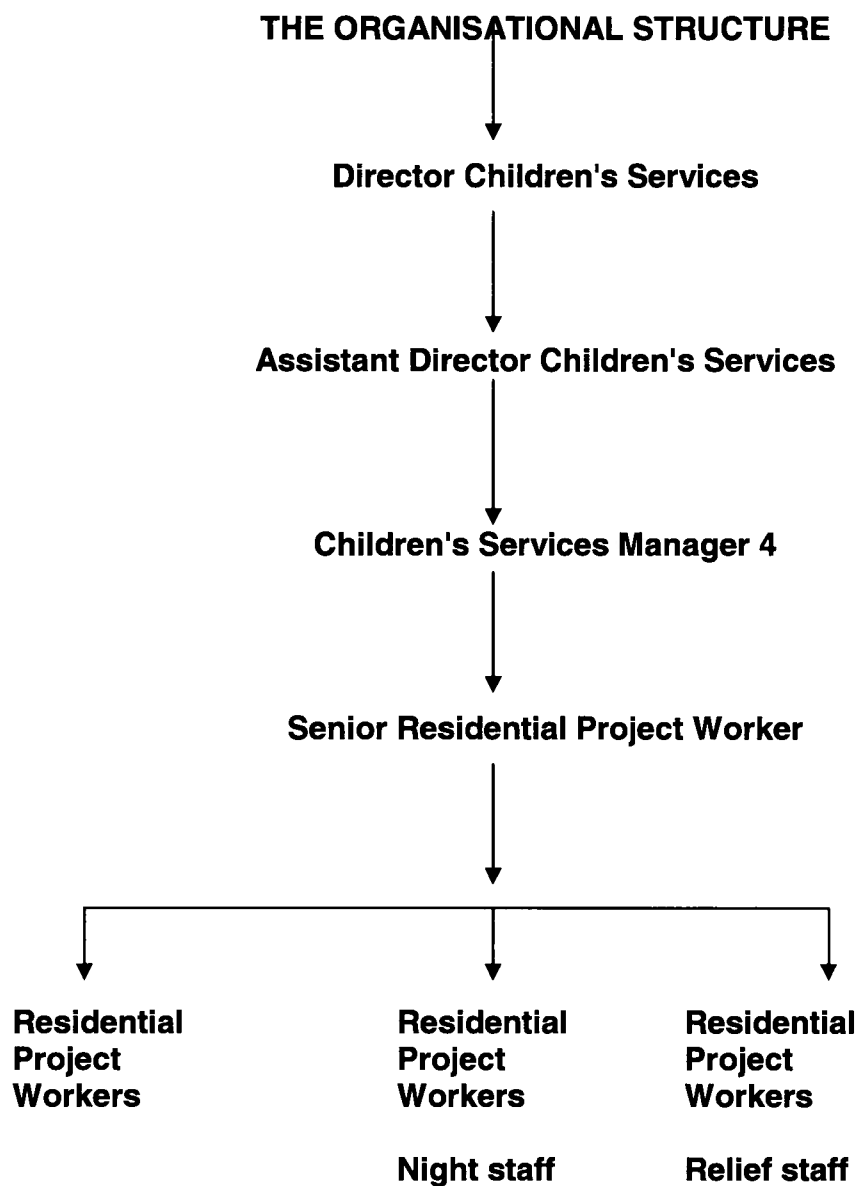 THE ORGANISATIONAL STRUCTURE
Director Children's Services
Assistant Director Children's Services
Children's Services Manager 4
Senior Residential Project Worker
Residential
Project
Workers
Residential
Project
Workers
Night staff
Residential
Project
Workers
Relief staff